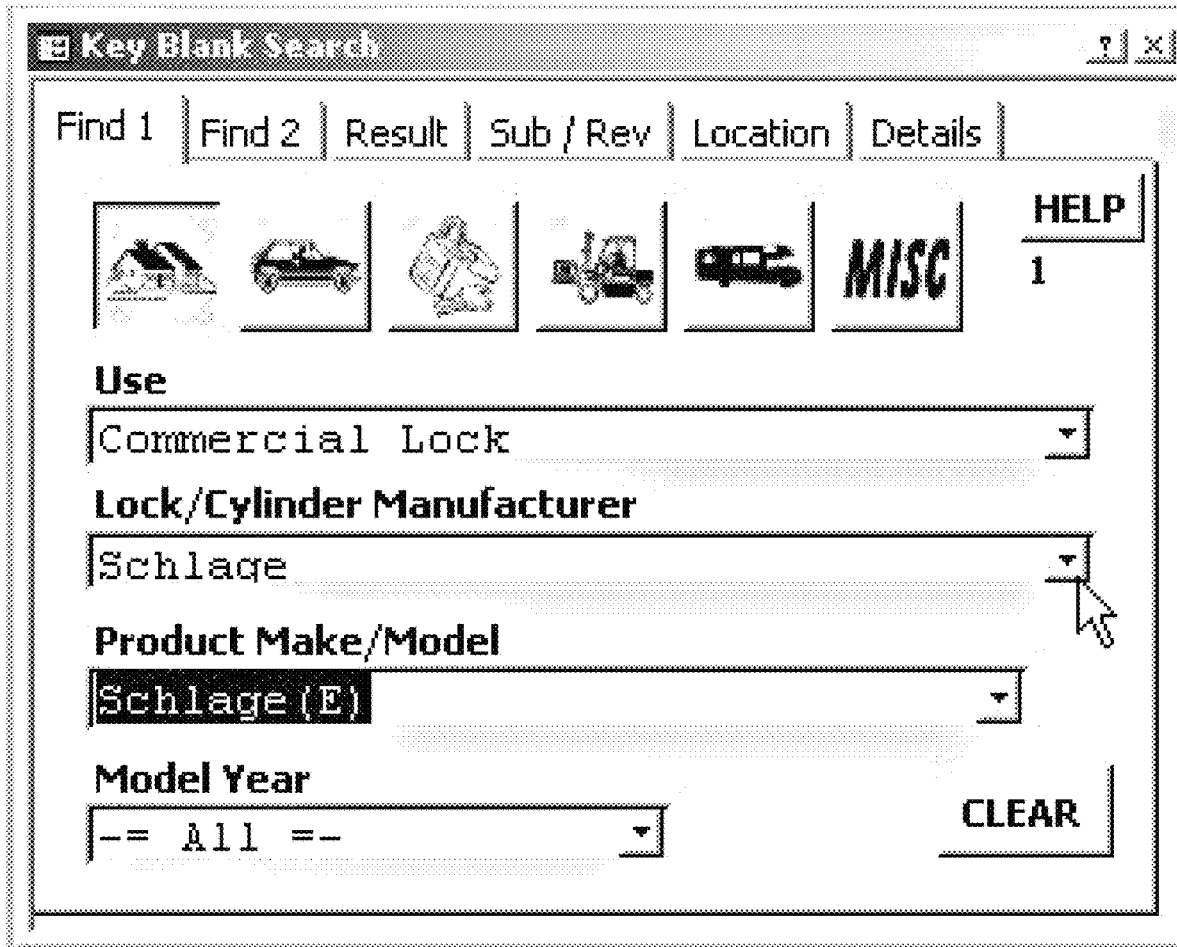 Key Blank Search
Find 1 Find 2 Result Sub / Rev Location Details
HELP
MISC
1
Use
Commercial Lock
Lock/Cylinder Manufacturer
Schlage
Product Make/Model
Schlage(E)
Model Year
-= All =-
CLEAR